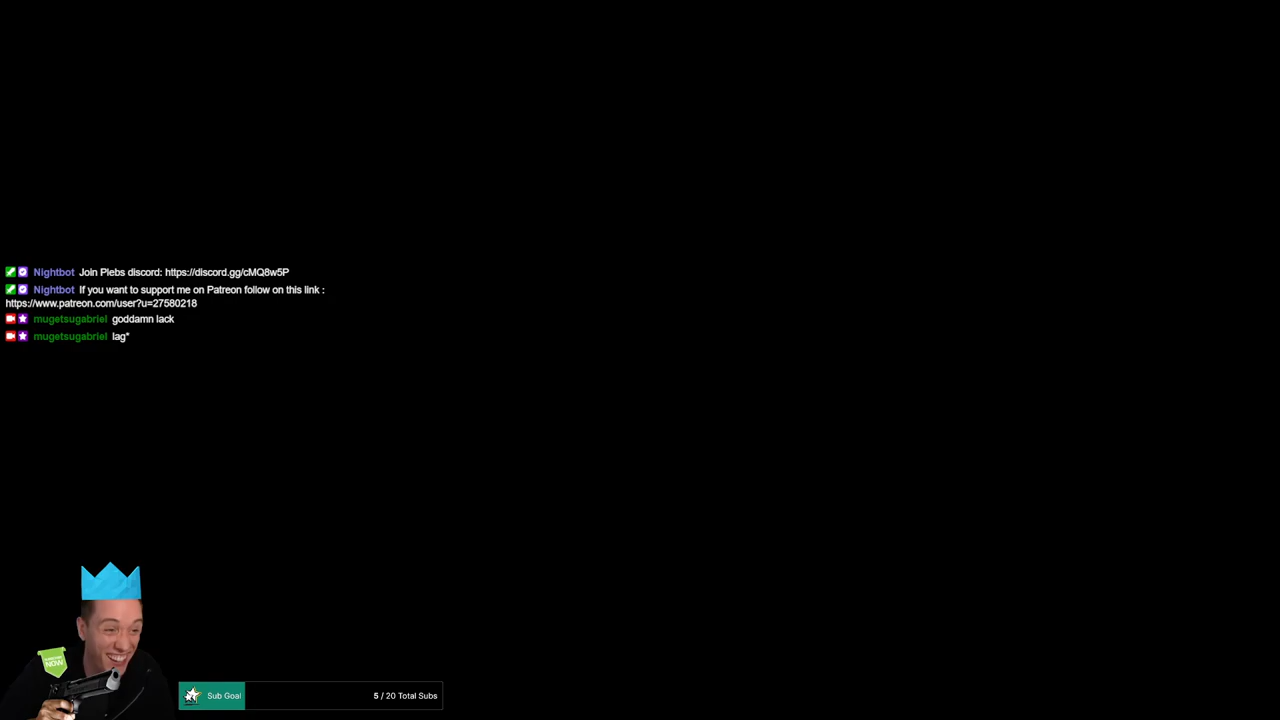 Nightbot Join Plebs discord: https://discord.gg/cMQ8w5P
Nightbot If you want to support me on Patreon follow on this link :
https://www.patreon.com/user?u=27580218
mugetsugabriel goddamn lack
mugetsugabriel lag*
NOW
Sub Goal 5 / 20 Total Subs